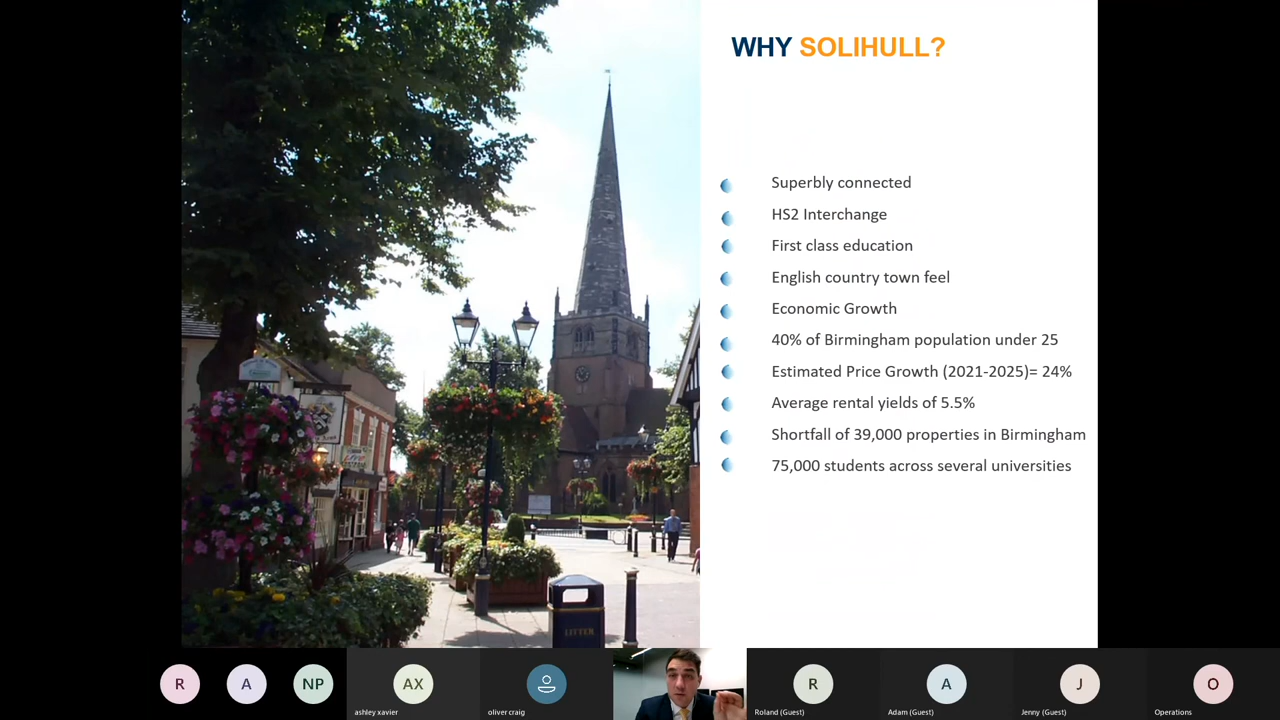 WHY SOLIHULL?
Superbly connected
HS2 Interchange
First class education
English country town feel
Economic Growth
40% of Birmingham population under 25
Estimated Price Growth (2021-2025)= 24%
Average rental yields of 5.5%
Shortfall of 39,000 properties in Birmingham
75,000 students across several universities
LITTER
R
A
NP
AX
R
A
J
O
ashley xavier
oliver craig
Roland (Guest)
Adam (Guest)
Jenny (Guest)
Operations